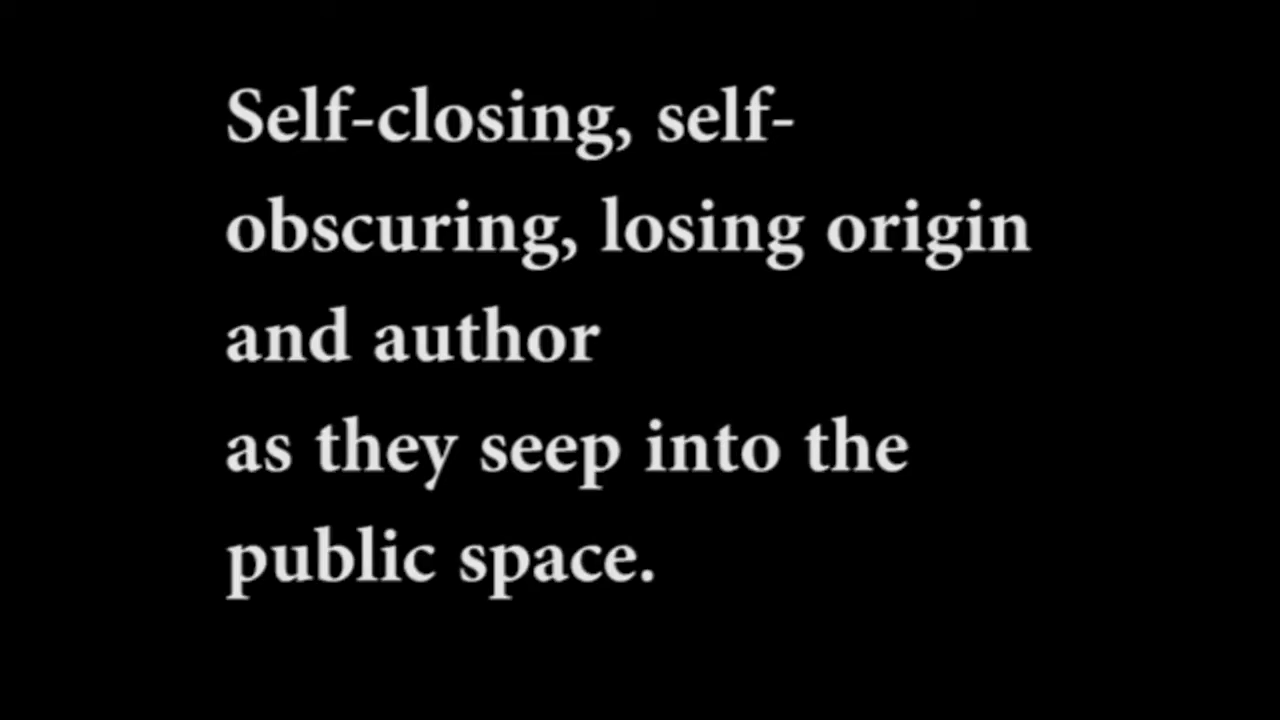 Self-closing, self-
obscuring, losing origin
and author
as they seep into the
public space.